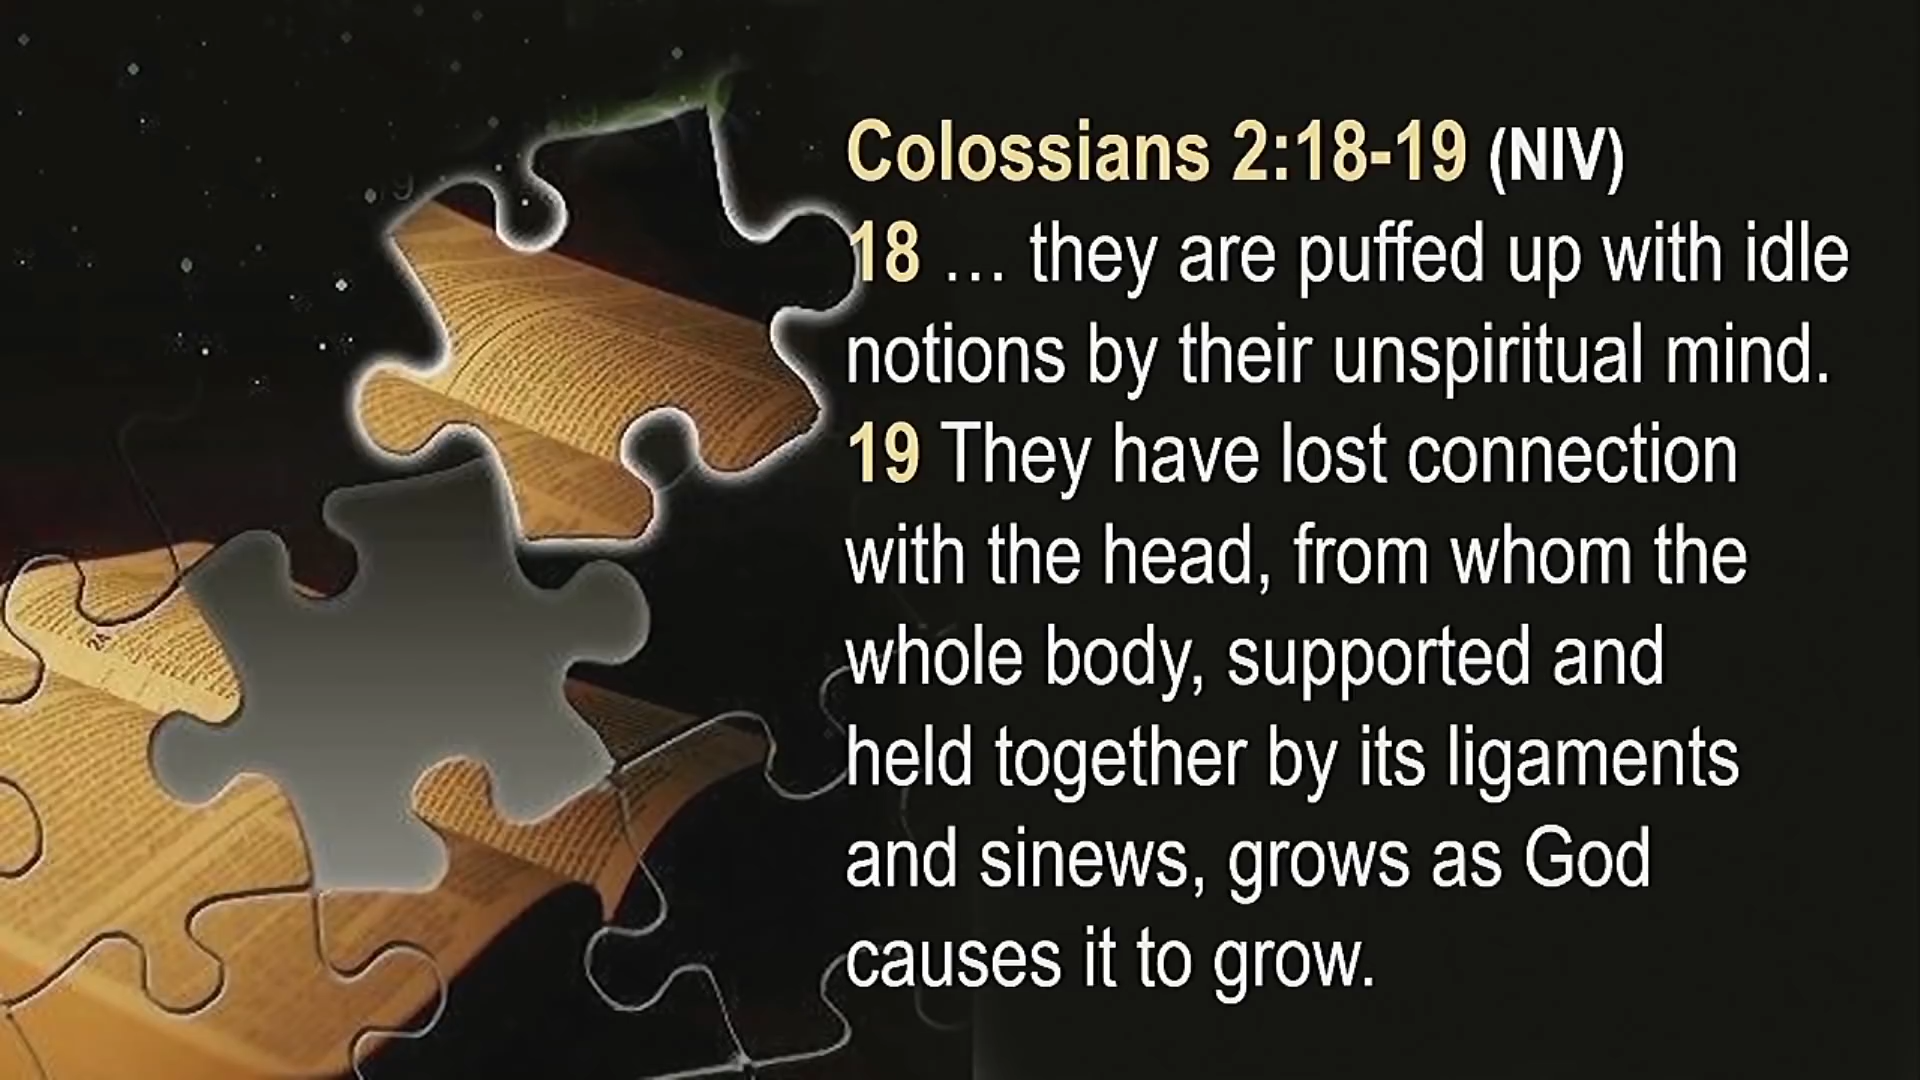 Colossians 2:18-19 (NIV)
18 … they are puffed up with idle
notions by their unspiritual mind.
19 They have lost connection
with the head, from whom the
whole body, supported and
held together by its ligaments
and sinews, grows as God
causes it to grow.
24